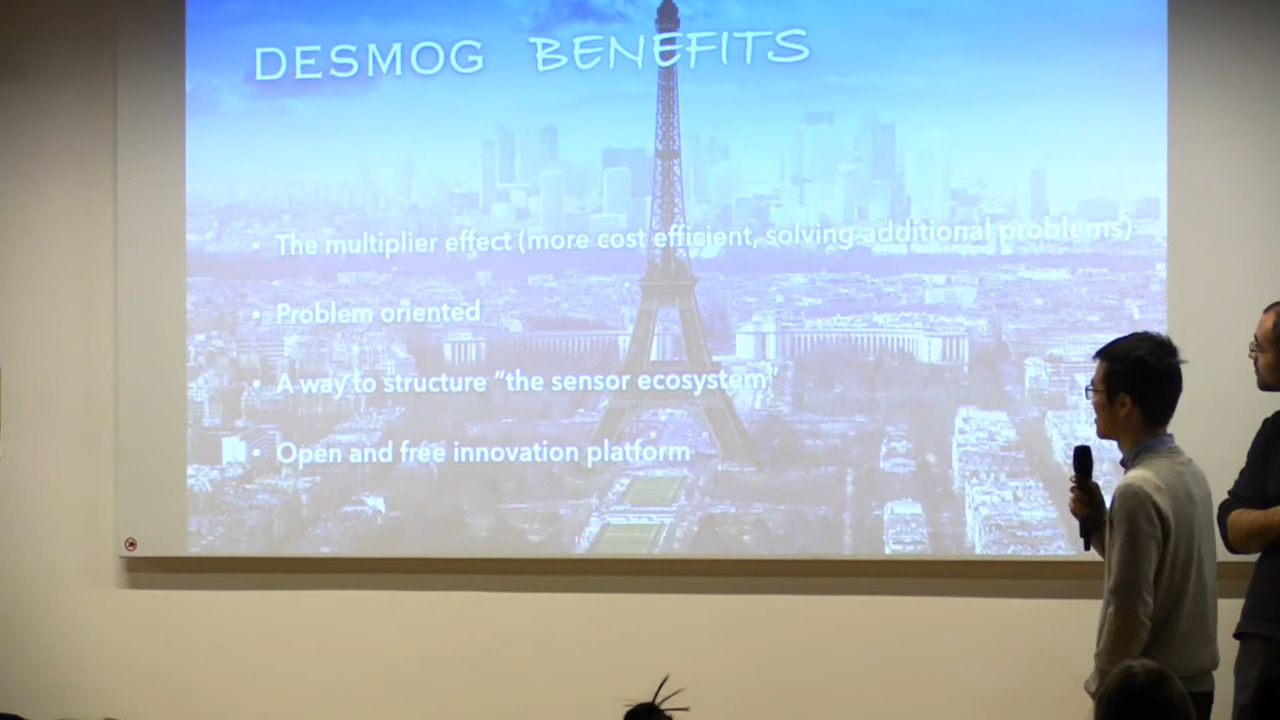 DESMOG BENEFITS
• The multiplier effect (more cost efficient, solving additional problems)
• Problem oriented
• A way to structure "the sensor ecosystem"
• Open and free innovation platform